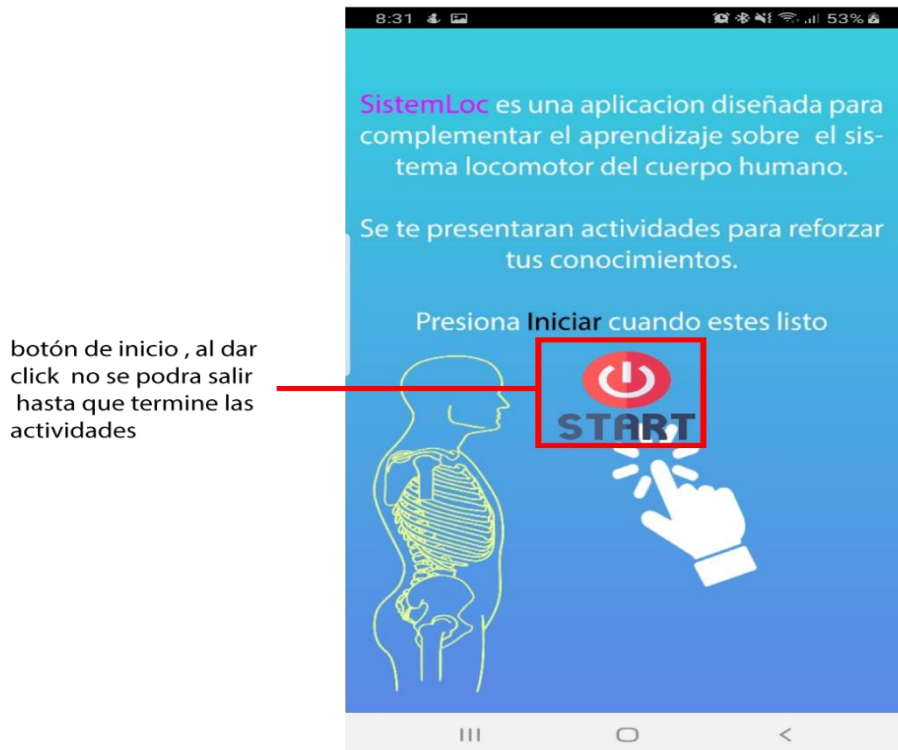 8:31 53%
SistemLoc es una aplicacion diseñada para
complementar el aprendizaje sobre el sis-
tema locomotor del cuerpo humano.
Se te presentaran actividades para reforzar
tus conocimientos.
Presiona Iniciar cuando estes listo
START
botón de inicio , al dar
click no se podra salir
hasta que termine las
actividades